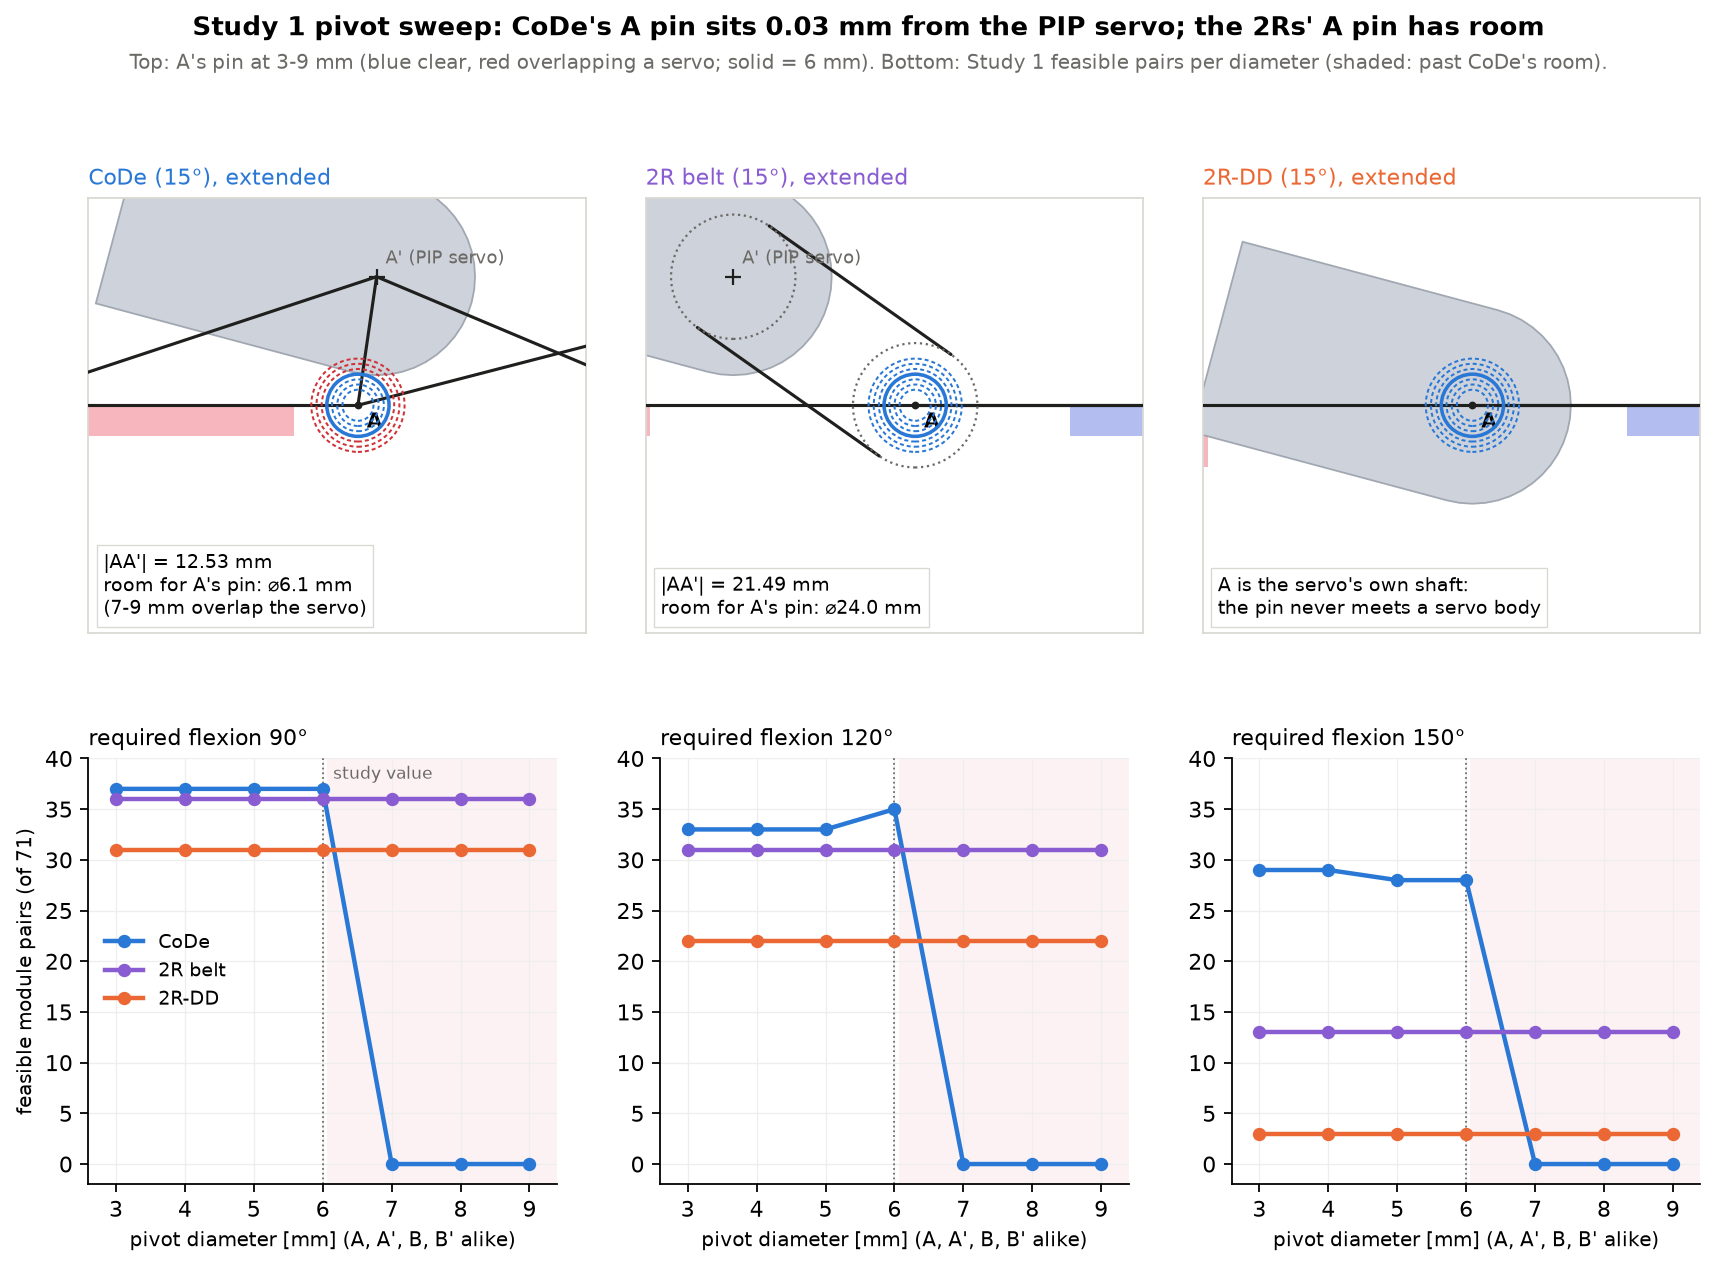 Study 1 pivot sweep: CoDe's A pin sits 0.03 mm from the PIP servo; the 2Rs' A pin has room
Top: A's pin at 3-9 mm (blue clear, red overlapping a servo; solid = 6 mm). Bottom: Study 1 feasible pairs per diameter (shaded: past CoDe's room).
CoDe (15°), extended
A' (PIP servo)
A
|AA'| = 12.53 mm
room for A's pin: ⌀6.1 mm
(7-9 mm overlap the servo)
2R belt (15°), extended
A' (PIP servo)
A
|AA'| = 21.49 mm
room for A's pin: ⌀24.0 mm
2R-DD (15°), extended
A
A is the servo's own shaft:
the pin never meets a servo body
required flexion 90°
study value
feasible module pairs (of 71)
40
35
30
25
20
15
10
5
0
CoDe
2R belt
2R-DD
3 4 5 6 7 8 9
pivot diameter [mm] (A, A', B, B' alike)
required flexion 120°
40
35
30
25
20
15
10
5
0
3 4 5 6 7 8 9
pivot diameter [mm] (A, A', B, B' alike)
required flexion 150°
40
35
30
25
20
15
10
5
0
3 4 5 6 7 8 9
pivot diameter [mm] (A, A', B, B' alike)